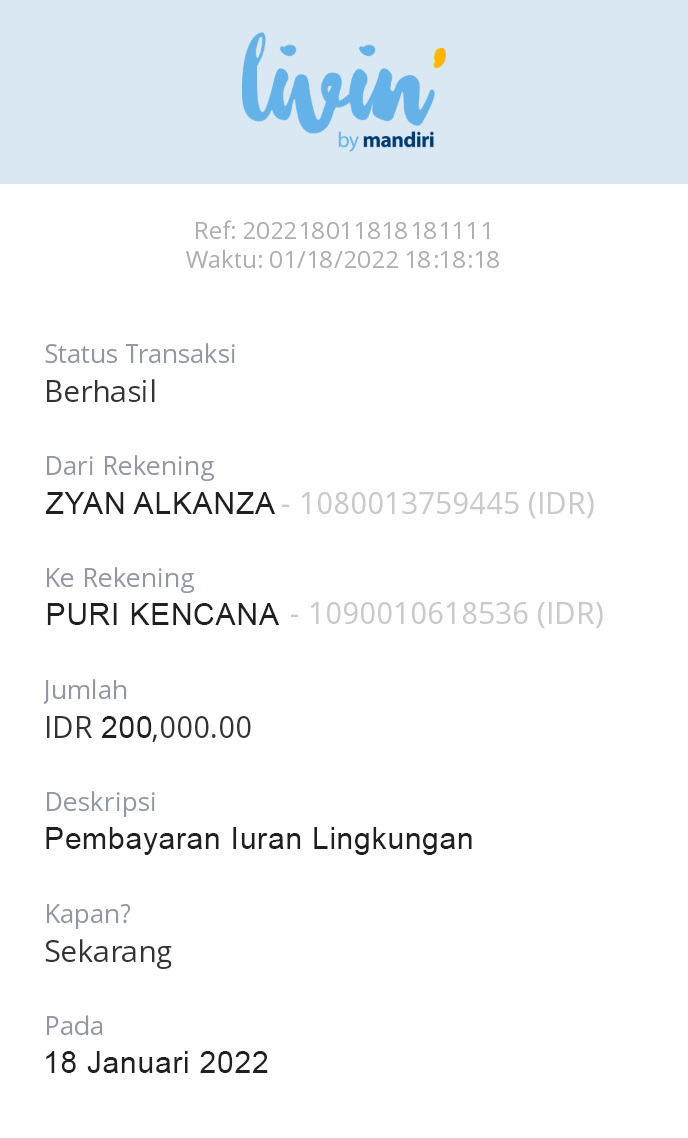 livin'
by mandiri
Ref: 202218011818181111
Waktu: 01/18/2022 18:18:18
Status Transaksi
Berhasil
Dari Rekening
ZYAN ALKANZA - 1080013759445 (IDR)
Ke Rekening
PURI KENCANA - 1090010618536 (IDR)
Jumlah
IDR 200,000.00
Deskripsi
Pembayaran Iuran Lingkungan
Kapan?
Sekarang
Pada
18 Januari 2022